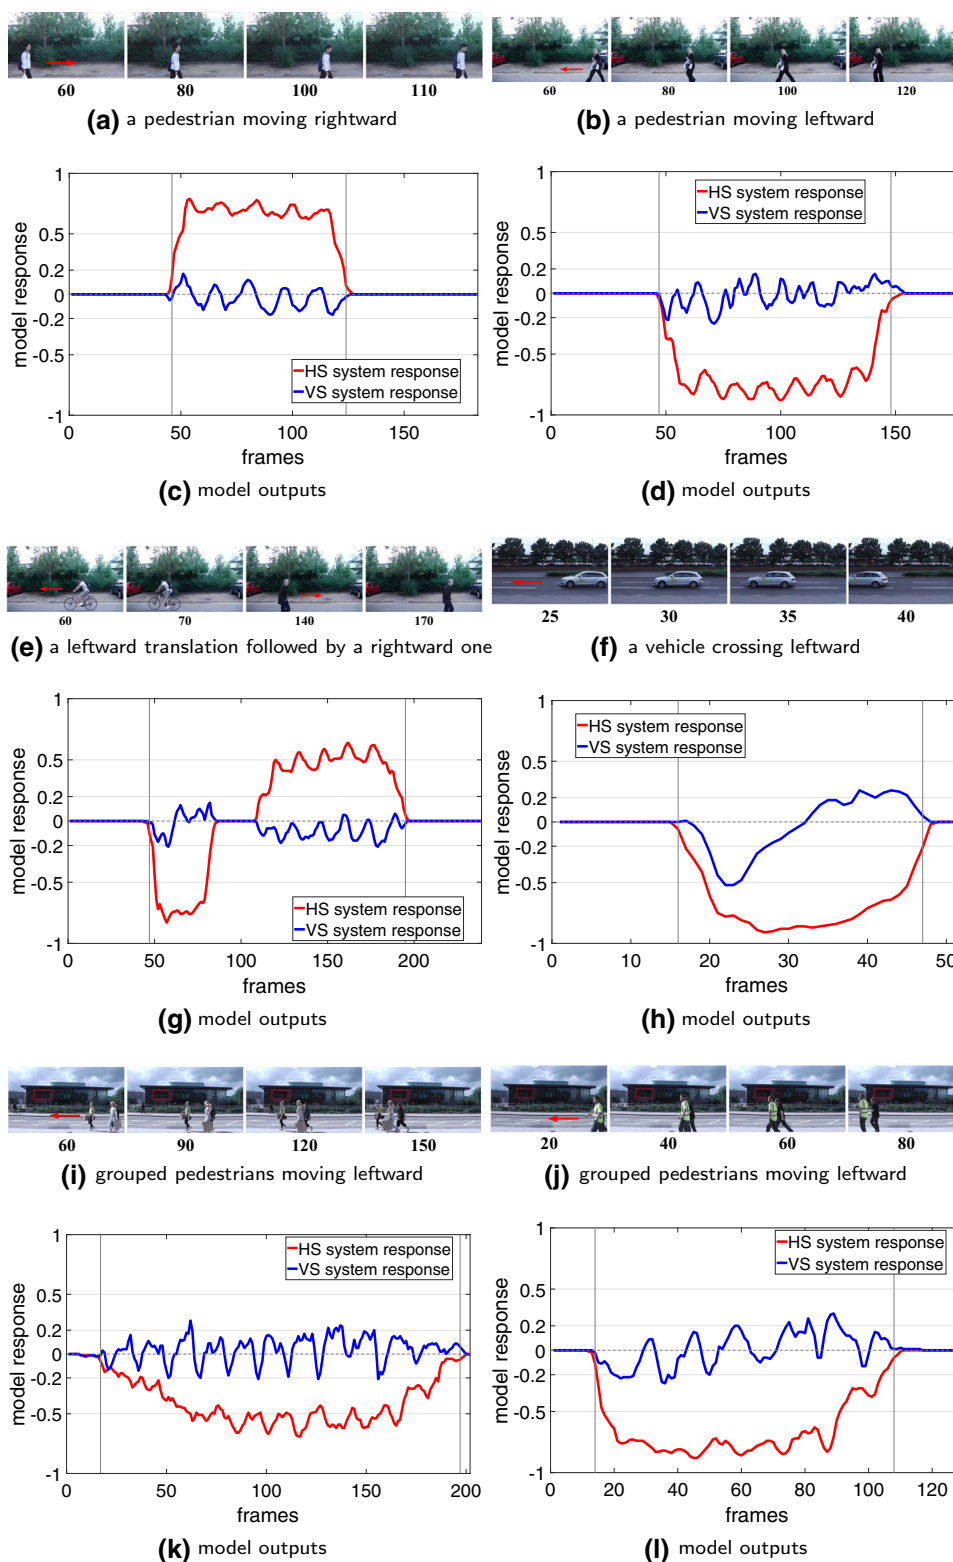 60 80 100 110
60 80 100 120
(a) a pedestrian moving rightward
(b) a pedestrian moving leftward
1
0.5
0.2
0
-0.2
-0.5
-1
model response
HS system response
VS system response
0 50 100 150
frames
(c) model outputs
1
0.5
0.2
0
-0.2
-0.5
-1
model response
HS system response
VS system response
0 50 100 150
frames
(d) model outputs
60 70 140 170
25 30 35 40
(e) a leftward translation followed by a rightward one
(f) a vehicle crossing leftward
1
0.5
0.2
0
-0.2
-0.5
-1
model response
HS system response
VS system response
0 50 100 150 200
frames
(g) model outputs
1
0.5
0.2
0
-0.2
-0.5
-1
model response
HS system response
VS system response
0 10 20 30 40 50
frames
(h) model outputs
60 90 120 150
20 40 60 80
(i) grouped pedestrians moving leftward
(j) grouped pedestrians moving leftward
1
0.5
0.2
0
-0.2
-0.5
-1
model response
HS system response
VS system response
0 50 100 150 200
frames
(k) model outputs
1
0.5
0.2
0
-0.2
-0.5
-1
model response
HS system response
VS system response
0 20 40 60 80 100 120
frames
(l) model outputs